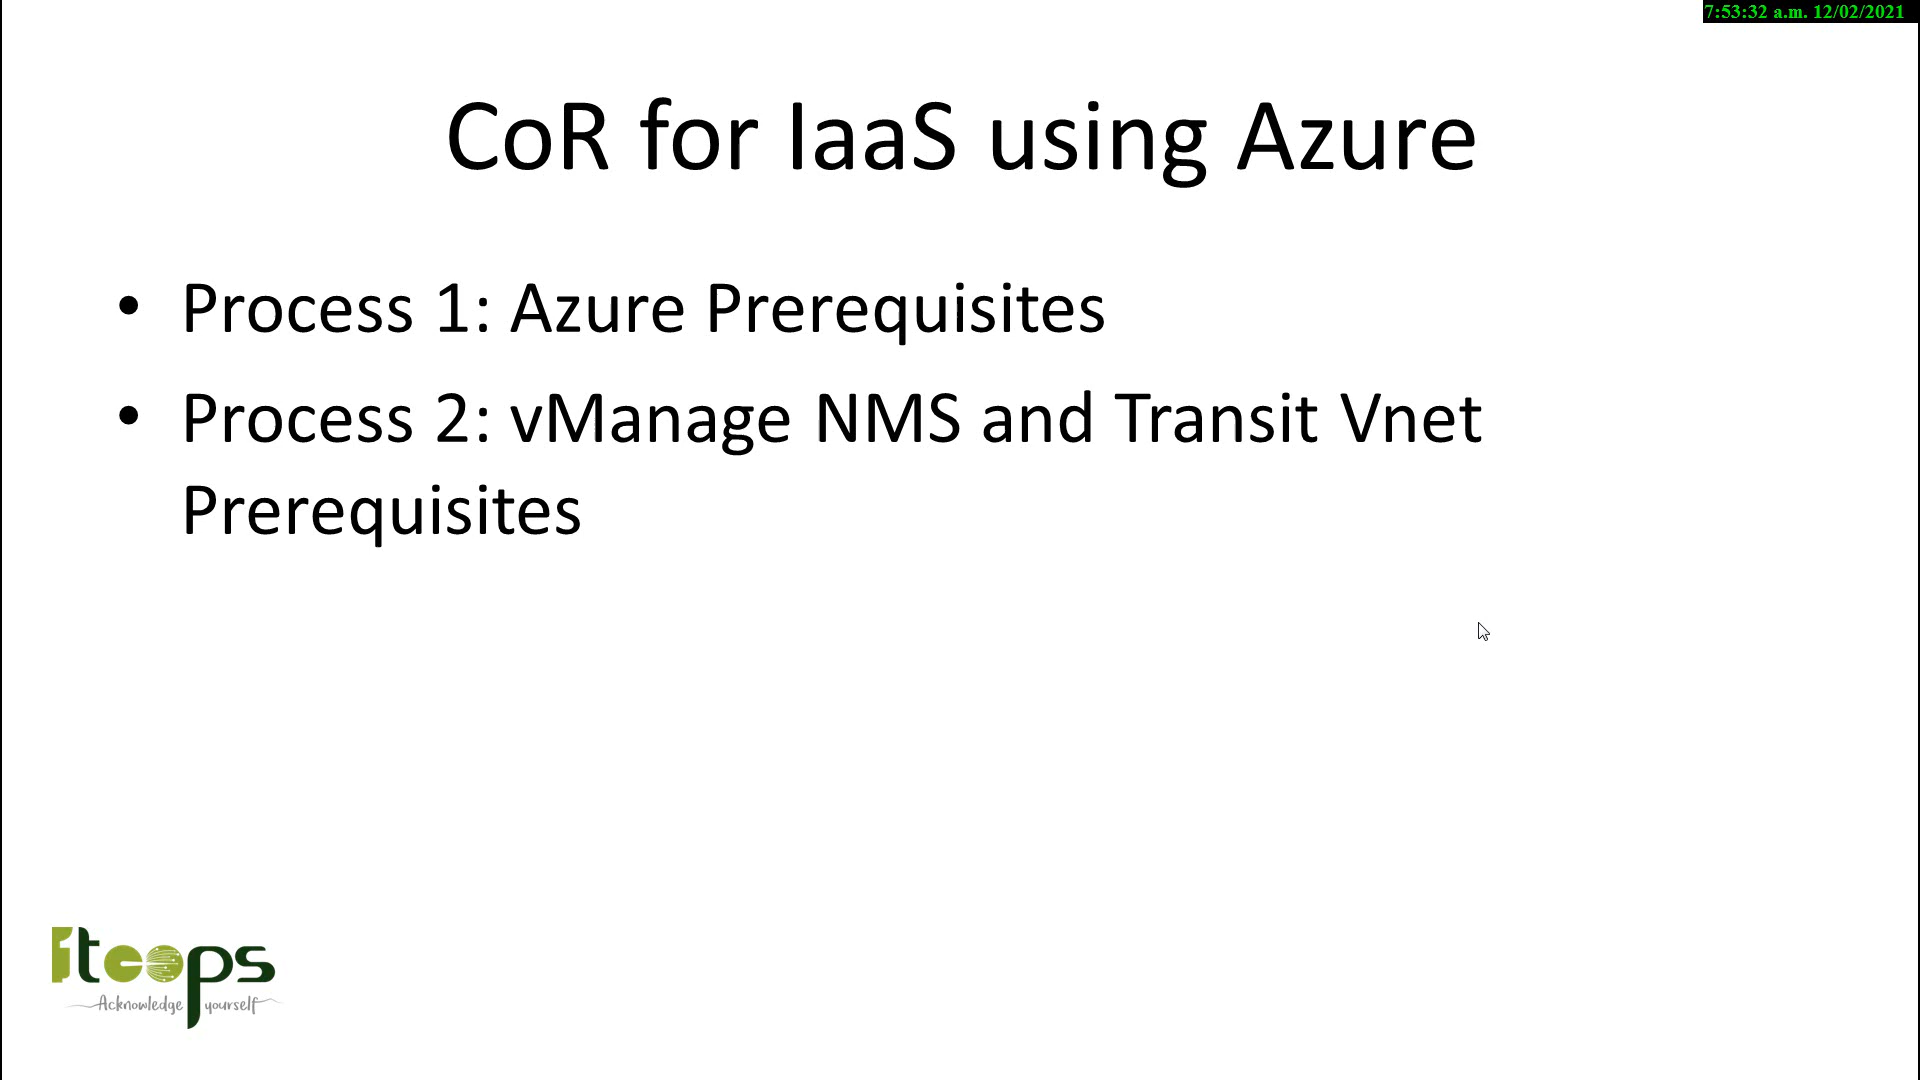 7:53:32 a.m. 12/02/2021
CoR for IaaS using Azure
• Process 1: Azure Prerequisites
• Process 2: vManage NMS and Transit Vnet
Prerequisites
itceops
Acknowledge yourself